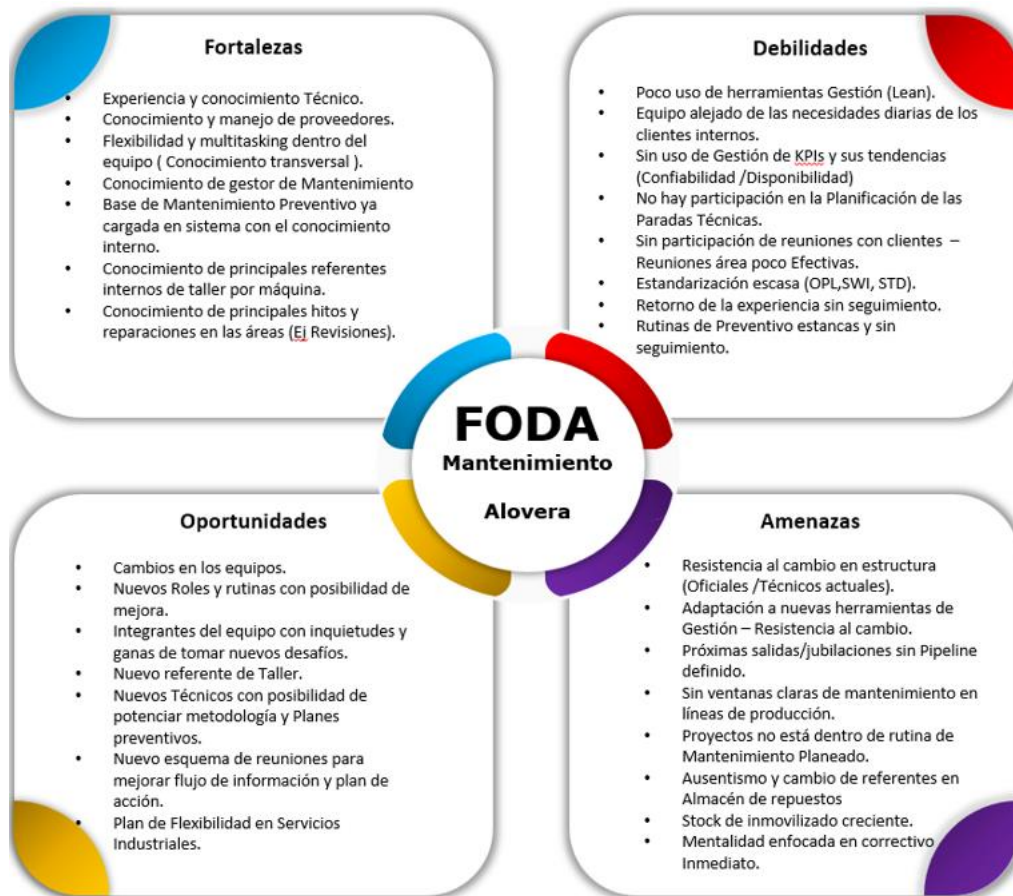 Fortalezas
• Experiencia y conocimiento Técnico.
• Conocimiento y manejo de proveedores.
• Flexibilidad y multitasking dentro del
equipo ( Conocimiento transversal ).
• Conocimiento de gestor de Mantenimiento
• Base de Mantenimiento Preventivo ya
cargada en sistema con el conocimiento
interno.
• Conocimiento de principales referentes
internos de taller por máquina.
• Conocimiento de principales hitos y
reparaciones en las áreas (Ej Revisiones).
Debilidades
• Poco uso de herramientas Gestión (Lean).
• Equipo alejado de las necesidades diarias de los
clientes internos.
• Sin uso de Gestión de KPIs y sus tendencias
(Confiabilidad /Disponibilidad)
• No hay participación en la Planificación de las
Paradas Técnicas.
• Sin participación de reuniones con clientes –
Reuniones área poco Efectivas.
• Estandarización escasa (OPL,SWI, STD).
• Retorno de la experiencia sin seguimiento.
• Rutinas de Preventivo estancas y sin
seguimiento.
FODA
Mantenimiento
Alovera
Oportunidades
• Cambios en los equipos.
• Nuevos Roles y rutinas con posibilidad de
mejora.
• Integrantes del equipo con inquietudes y
ganas de tomar nuevos desafíos.
• Nuevo referente de Taller.
• Nuevos Técnicos con posibilidad de
potenciar metodología y Planes
preventivos.
• Nuevo esquema de reuniones para
mejorar flujo de información y plan de
acción.
• Plan de Flexibilidad en Servicios
Industriales.
Amenazas
• Resistencia al cambio en estructura
(Oficiales /Técnicos actuales).
• Adaptación a nuevas herramientas de
Gestión – Resistencia al cambio.
• Próximas salidas/jubilaciones sin Pipeline
definido.
• Sin ventanas claras de mantenimiento en
líneas de producción.
• Proyectos no está dentro de rutina de
Mantenimiento Planeado.
• Ausentismo y cambio de referentes en
Almacén de repuestos
• Stock de inmovilizado creciente.
• Mentalidad enfocada en correctivo
Inmediato.